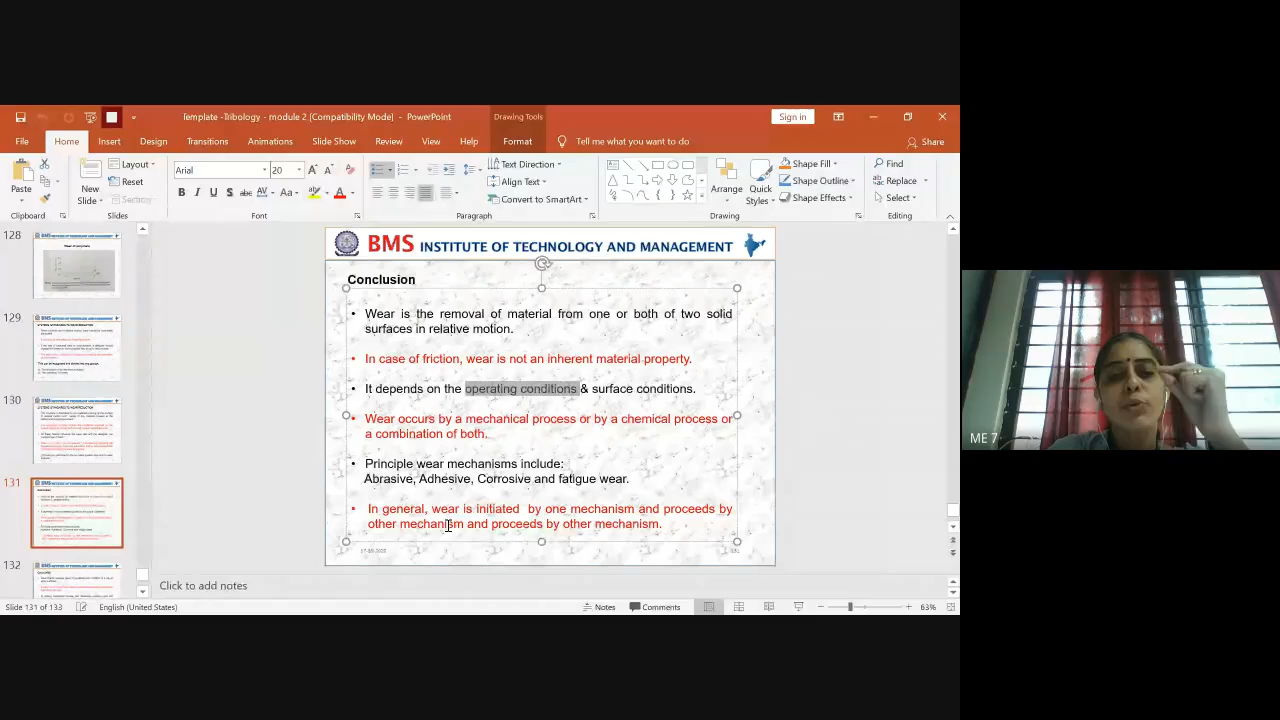 Template -Tribology - module 2 [Compatibility Mode] - PowerPoint
Drawing Tools
Sign in
File Home Insert Design Transitions Animations Slide Show Review View Help Format Tell me what you want to do Share
Paste
Clipboard
New Slide
Layout
Reset
Section
Slides
Arial 20
B I U S abc AV Aa A
Font
Text Direction
Align Text
Convert to SmartArt
Paragraph
Arrange
Quick Styles
Shape Fill
Shape Outline
Shape Effects
Drawing
Find
Replace
Select
Editing
128
129
130
131
132
BMS INSTITUTE OF TECHNOLOGY AND MANAGEMENT
Conclusion
Wear is the removal of material from one or both of two solid
surfaces in relative motion.
• In case of friction, wear is not an inherent material property.
• It depends on the operating conditions & surface conditions.
• Wear occurs by a mechanical process by a chemical process or
a combination of both.
• Principle wear mechanisms include:
Abrasive, Adhesive
wear.
• In general, wear is initiated by one mechanism and proceeds by
other mechanism proceeds by other mechanism.
131
Click to add notes
Slide 131 of 133 English (United States) Notes Comments 63%
ME 7